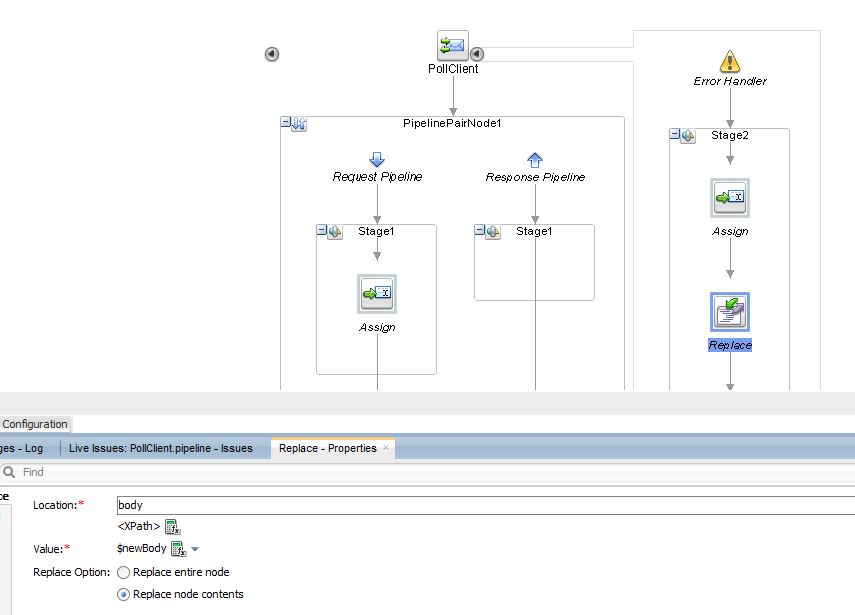 PollClient
Error Handler
PipelinePairNode1
Stage2
Request Pipeline
Response Pipeline
Stage1
Stage1
Assign
Assign
Replace
Configuration
ges - Log
Live Issues: PollClient.pipeline - Issues
Replace - Properties
Find
ce
Location:* body
<XPath>
Value:* $newBody
Replace Option: Replace entire node
Replace node contents